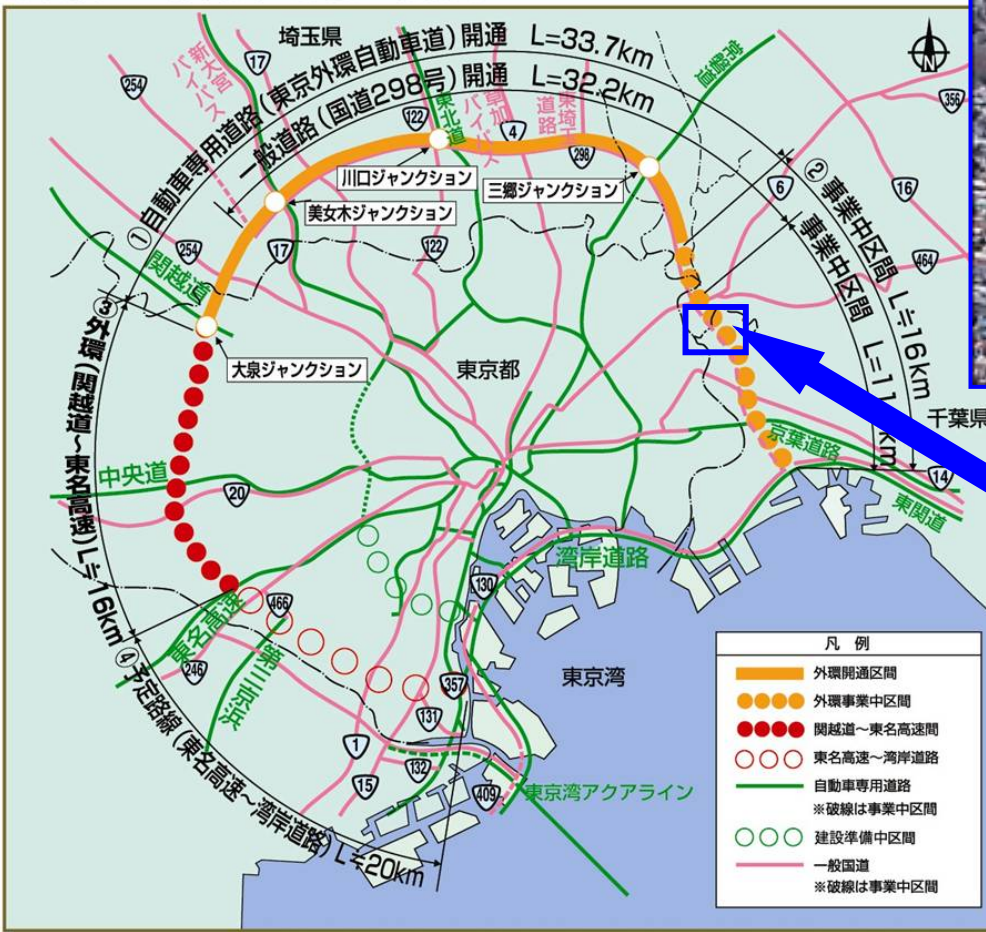 埼玉県
①自動車専用道路(東京外環自動車道)開通 L=33.7km
一般道路(国道298号)開通 L=32.2km
新大宮バイパス
254
17
122
東北道
草加バイパス
4
東埼玉道路
298
常磐道
N
356
6
16
464
②事業中区間 L≒16km
事業中区間 L=11
km
川口ジャンクション
三郷ジャンクション
美女木ジャンクション
254
17
122
関越道
大泉ジャンクション
東京都
千葉県
③外環(関越道～東名高速)L≒16km
中央道
20
京葉道路
14
東関道
湾岸道路
130
466
東名高速
246
第三京浜
357
131
東京湾
1
15
132
409
東京湾アクアライン
④予定路線(東名高速～湾岸道路)L≒20km
凡 例
外環開通区間
外環事業中区間
関越道～東名高速間
東名高速～湾岸道路
自動車専用道路
※破線は事業中区間
建設準備中区間
一般国道
※破線は事業中区間